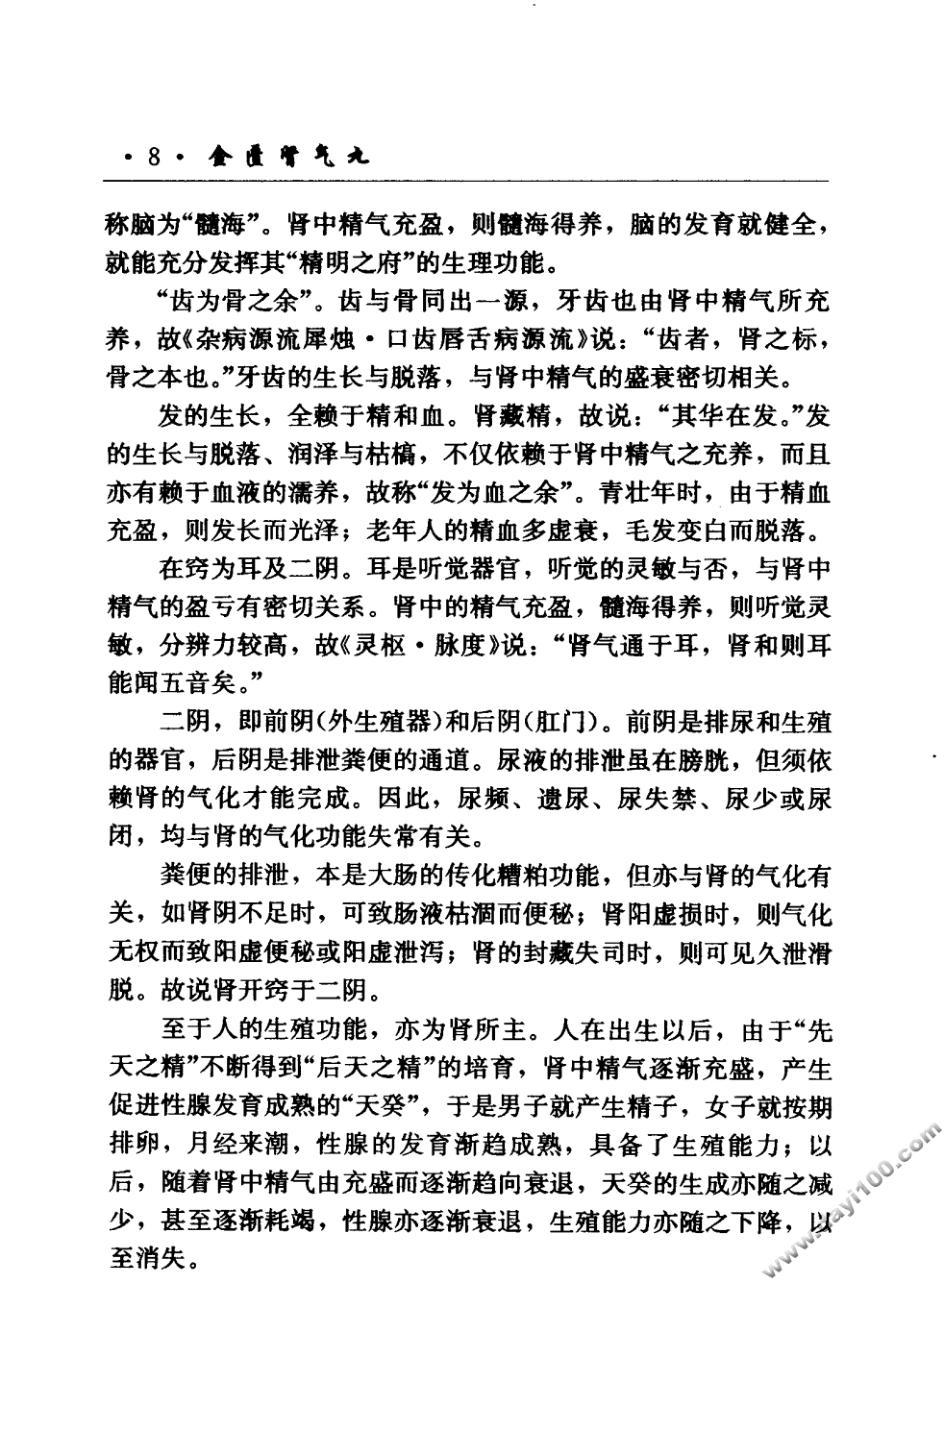 ·8· 金匮肾气丸
称脑为“髓海”。肾中精气充盈，则髓海得养，脑的发育就健全，
就能充分发挥其“精明之府”的生理功能。
“齿为骨之余”。齿与骨同出一源，牙齿也由肾中精气所充
养，故《杂病源流犀烛·口齿唇舌病源流》说：“齿者，肾之标，
骨之本也。”牙齿的生长与脱落，与肾中精气的盛衰密切相关。
发的生长，全赖于精和血。肾藏精，故说：“其华在发。”发
的生长与脱落、润泽与枯槁，不仅依赖于肾中精气之充养，而且
亦有赖于血液的濡养，故称“发为血之余”。青壮年时，由于精血
充盈，则发长而光泽；老年人的精血多虚衰，毛发变白而脱落。
在窍为耳及二阴。耳是听觉器官，听觉的灵敏与否，与肾中
精气的盈亏有密切关系。肾中的精气充盈，髓海得养，则听觉灵
敏，分辨力较高，故《灵枢·脉度》说：“肾气通于耳，肾和则耳
能闻五音矣。”
二阴，即前阴（外生殖器）和后阴（肛门）。前阴是排尿和生殖
的器官，后阴是排泄粪便的通道。尿液的排泄虽在膀胱，但须依
赖肾的气化才能完成。因此，尿频、遗尿、尿失禁、尿少或尿
闭，均与肾的气化功能失常有关。
粪便的排泄，本是大肠的传化糟粕功能，但亦与肾的气化有
关，如肾阴不足时，可致肠液枯涸而便秘；肾阳虚损时，则气化
无权而致阳虚便秘或阳虚泄泻；肾的封藏失司时，则可见久泄滑
脱。故说肾开窍于二阴。
至于人的生殖功能，亦为肾所主。人在出生以后，由于“先
天之精”不断得到“后天之精”的培育，肾中精气逐渐充盛，产生
促进性腺发育成熟的“天癸”，于是男子就产生精子，女子就按期
排卵，月经来潮，性腺的发育渐趋成熟，具备了生殖能力；以
后，随着肾中精气由充盛而逐渐趋向衰退，天癸的生成亦随之减
少，甚至逐渐耗竭，性腺亦逐渐衰退，生殖能力亦随之下降，以
至消失。
www.tayi100.com